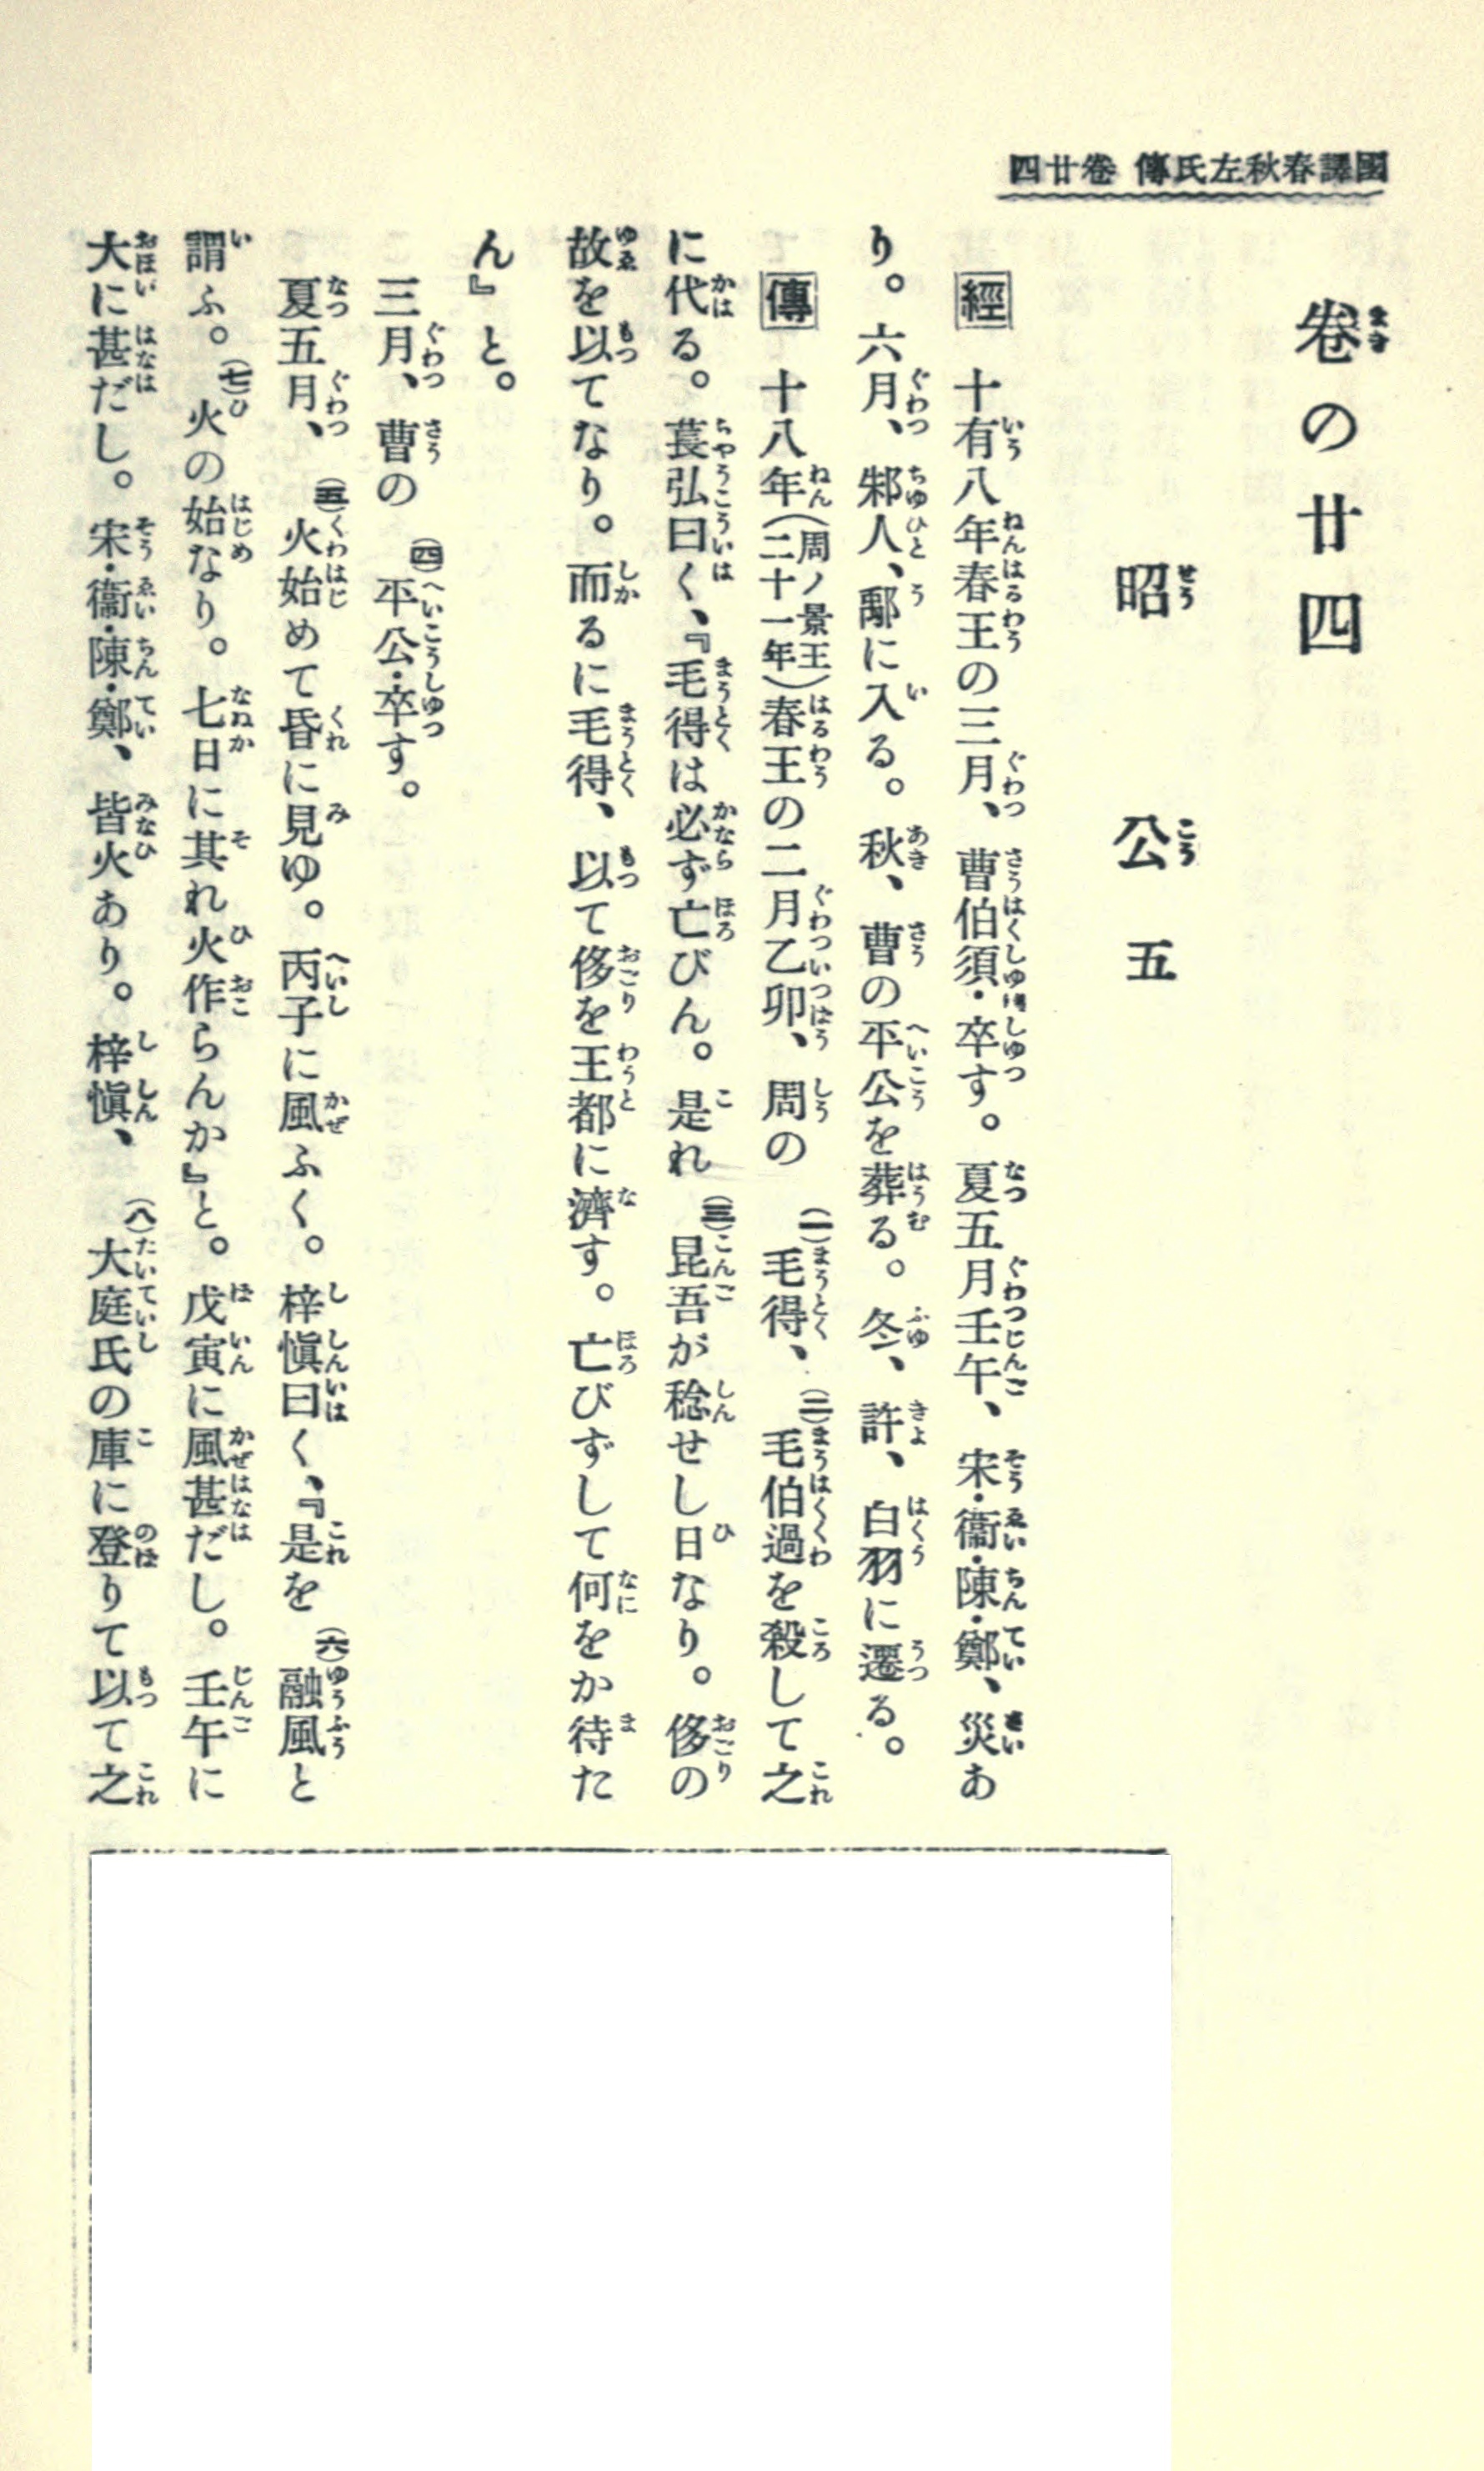 國譯春秋左氏傳 卷廿四
卷の廿四
昭公五
經 十有八年春王の三月、曹伯須・卒す。夏五月壬午、宋・衞・陳・鄭、災あ
り。六月、邾人、鄅に入る。秋、曹の平公を葬る。冬、許、白羽に遷る。
傳 十八年(周ノ景王二十一年)春王の二月乙卯、周の(一)毛得、(二)毛伯過を殺して之
に代る。萇弘曰く、『毛得は必ず亡びん。是れ(三)昆吾が稔せし日なり。侈の
故を以てなり。而るに毛得、以て侈を王都に濟す。亡びずして何をか待た
ん』と。
三月、曹の(四)平公・卒す。
夏五月、(五)火始めて昏に見ゆ。丙子に風ふく。梓愼曰く、『是を(六)融風と
謂ふ。(七)火の始なり。七日に其れ火作らんか』と。戊寅に風甚だし。壬午に
大に甚だし。宋・衞・陳・鄭、皆火あり。梓愼、(八)大庭氏の庫に登りて以て之